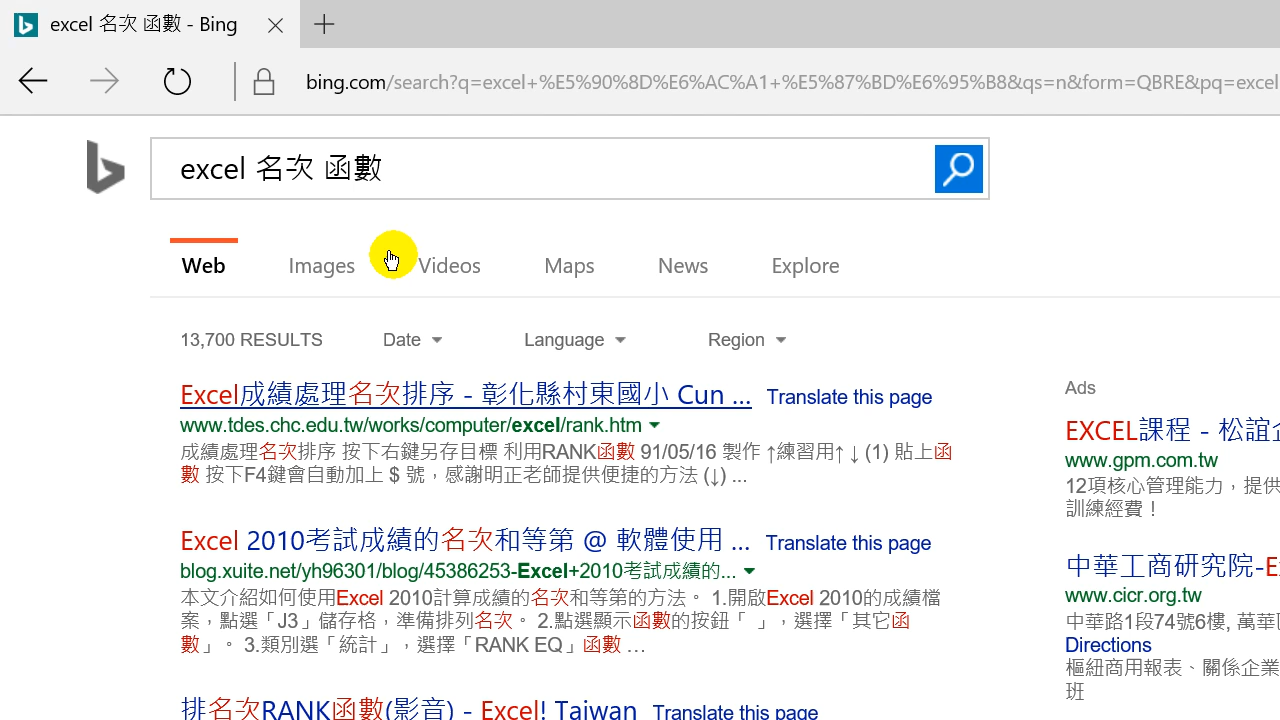 excel 名次 函數 - Bing
bing.com/search?q=excel+%E5%90%8D%E6%AC%A1+%E5%87%BD%E6%95%B8&qs=n&form=QBRE&pq=excel
excel 名次 函數
Web Images Videos Maps News Explore
13,700 RESULTS Date Language Region
Excel成績處理名次排序 - 彰化縣村東國小 Cun ... Translate this page
www.tdes.chc.edu.tw/works/computer/excel/rank.htm
成績處理名次排序 按下右鍵另存目標 利用RANK函數 91/05/16 製作 ↑練習用↑ ↓ (1) 貼上函
數 按下F4鍵會自動加上 $ 號，感謝明正老師提供便捷的方法 (↓) ...
Excel 2010考試成績的名次和等第 @ 軟體使用 ... Translate this page
blog.xuite.net/yh96301/blog/45386253-Excel+2010考試成績的...
本文介紹如何使用Excel 2010計算成績的名次和等第的方法。 1.開啟Excel 2010的成績檔
案，點選「J3」儲存格，準備排列名次。 2.點選顯示函數的按鈕「 」，選擇「其它函
數」。 3.類別選「統計」，選擇「RANK EQ」函數 ...
排名次RANK函數(影音) - Excel! Taiwan Translate this page
Ads
EXCEL課程 - 松誼企
www.gpm.com.tw
12項核心管理能力，提供
訓練經費！
中華工商研究院-Ex
www.cicr.org.tw
中華路1段74號6樓, 萬華
Directions
樞紐商用報表、關係企業
班